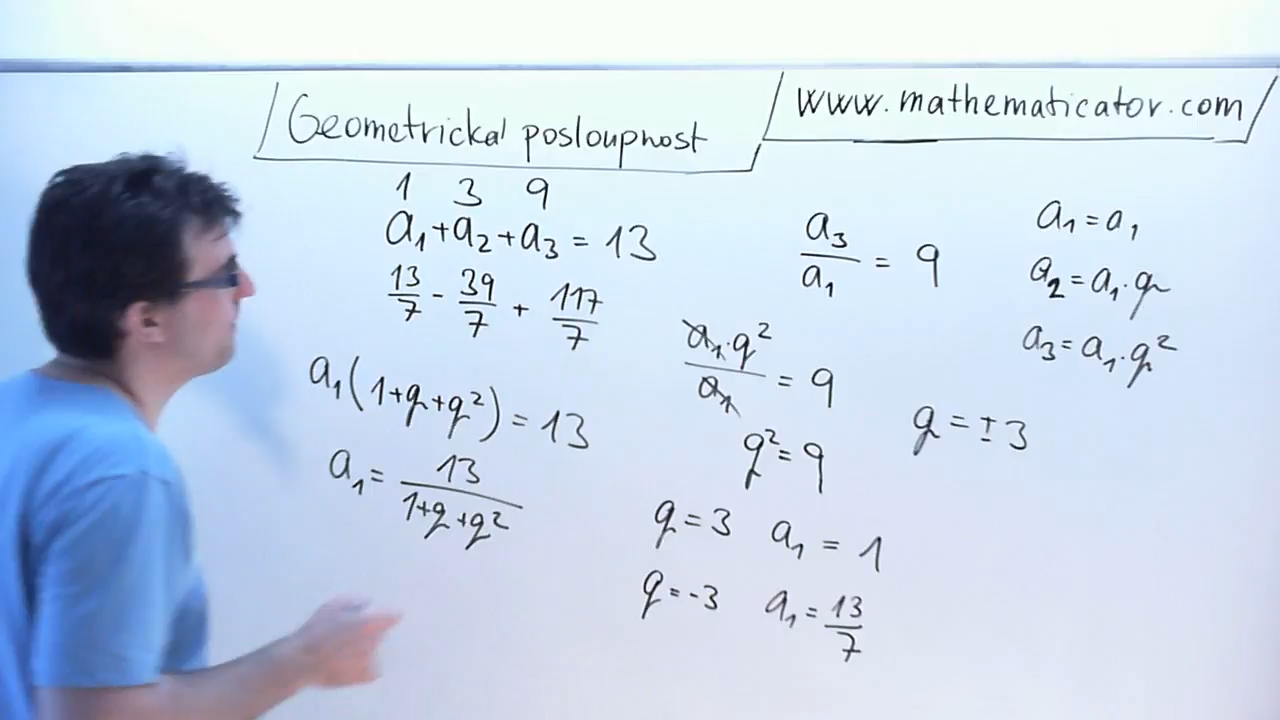 Geometrická posloupnost
www.mathematicator.com
1 3 9
a₁+a₂+a₃ = 13
13/7 - 39/7 + 117/7
a₁(1+q+q²) = 13
a₁ = 13/(1+q+q²)
a₃/a₁ = 9
a₁·q²/a₁ = 9
q² = 9
q = ±3
q = 3 a₁ = 1
q = -3 a₁ = 13/7
a₁ = a₁
a₂ = a₁·q
a₃ = a₁·q²